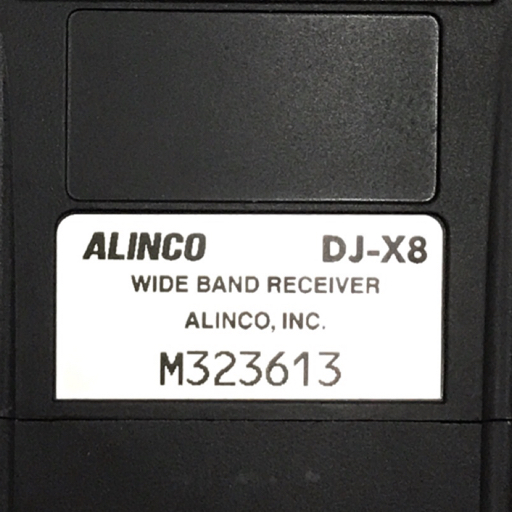 ALINCO DJ-X8
WIDE BAND RECEIVER
ALINCO, INC.
M323613